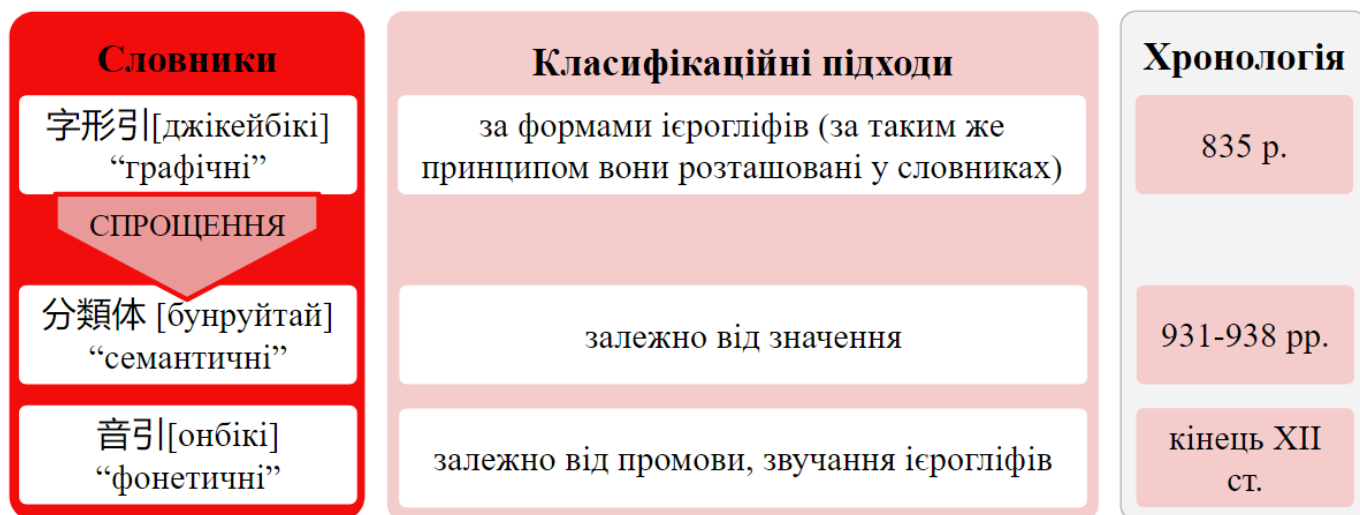 Словники
字形引[джікейбікі]
“графічні”
СПРОЩЕННЯ
分類体 [бунруйтай]
“семантичні”
音引[онбікі]
“фонетичні”
Класифікаційні підходи
за формами ієрогліфів (за таким же
принципом вони розташовані у словниках)
залежно від значення
залежно від промови, звучання ієрогліфів
Хронологія
835 р.
931-938 рр.
кінець XII
ст.